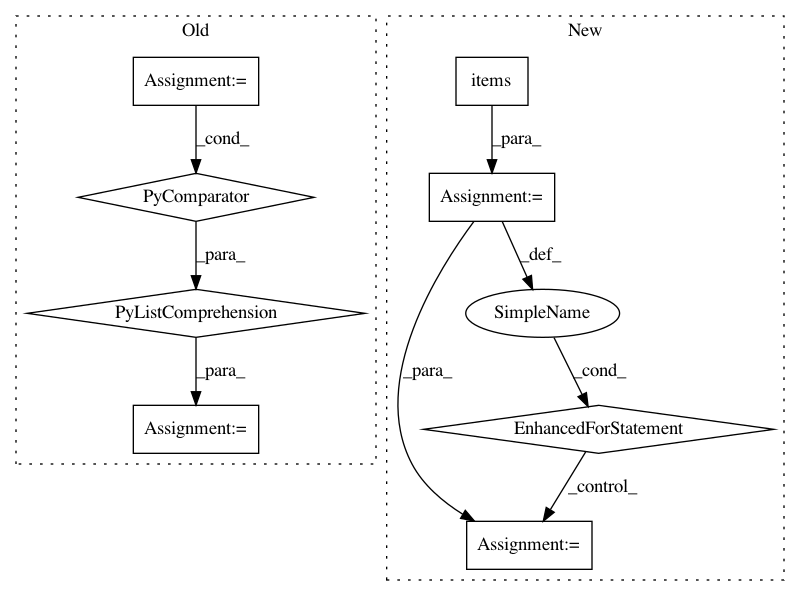 Old
Assignment:=
_cond_
PyComparator
_para_
PyListComprehension
_para_
Assignment:=
New
items
_para_
Assignment:=
_def_
SimpleName
_para_
_cond_
EnhancedForStatement
_control_
Assignment:=